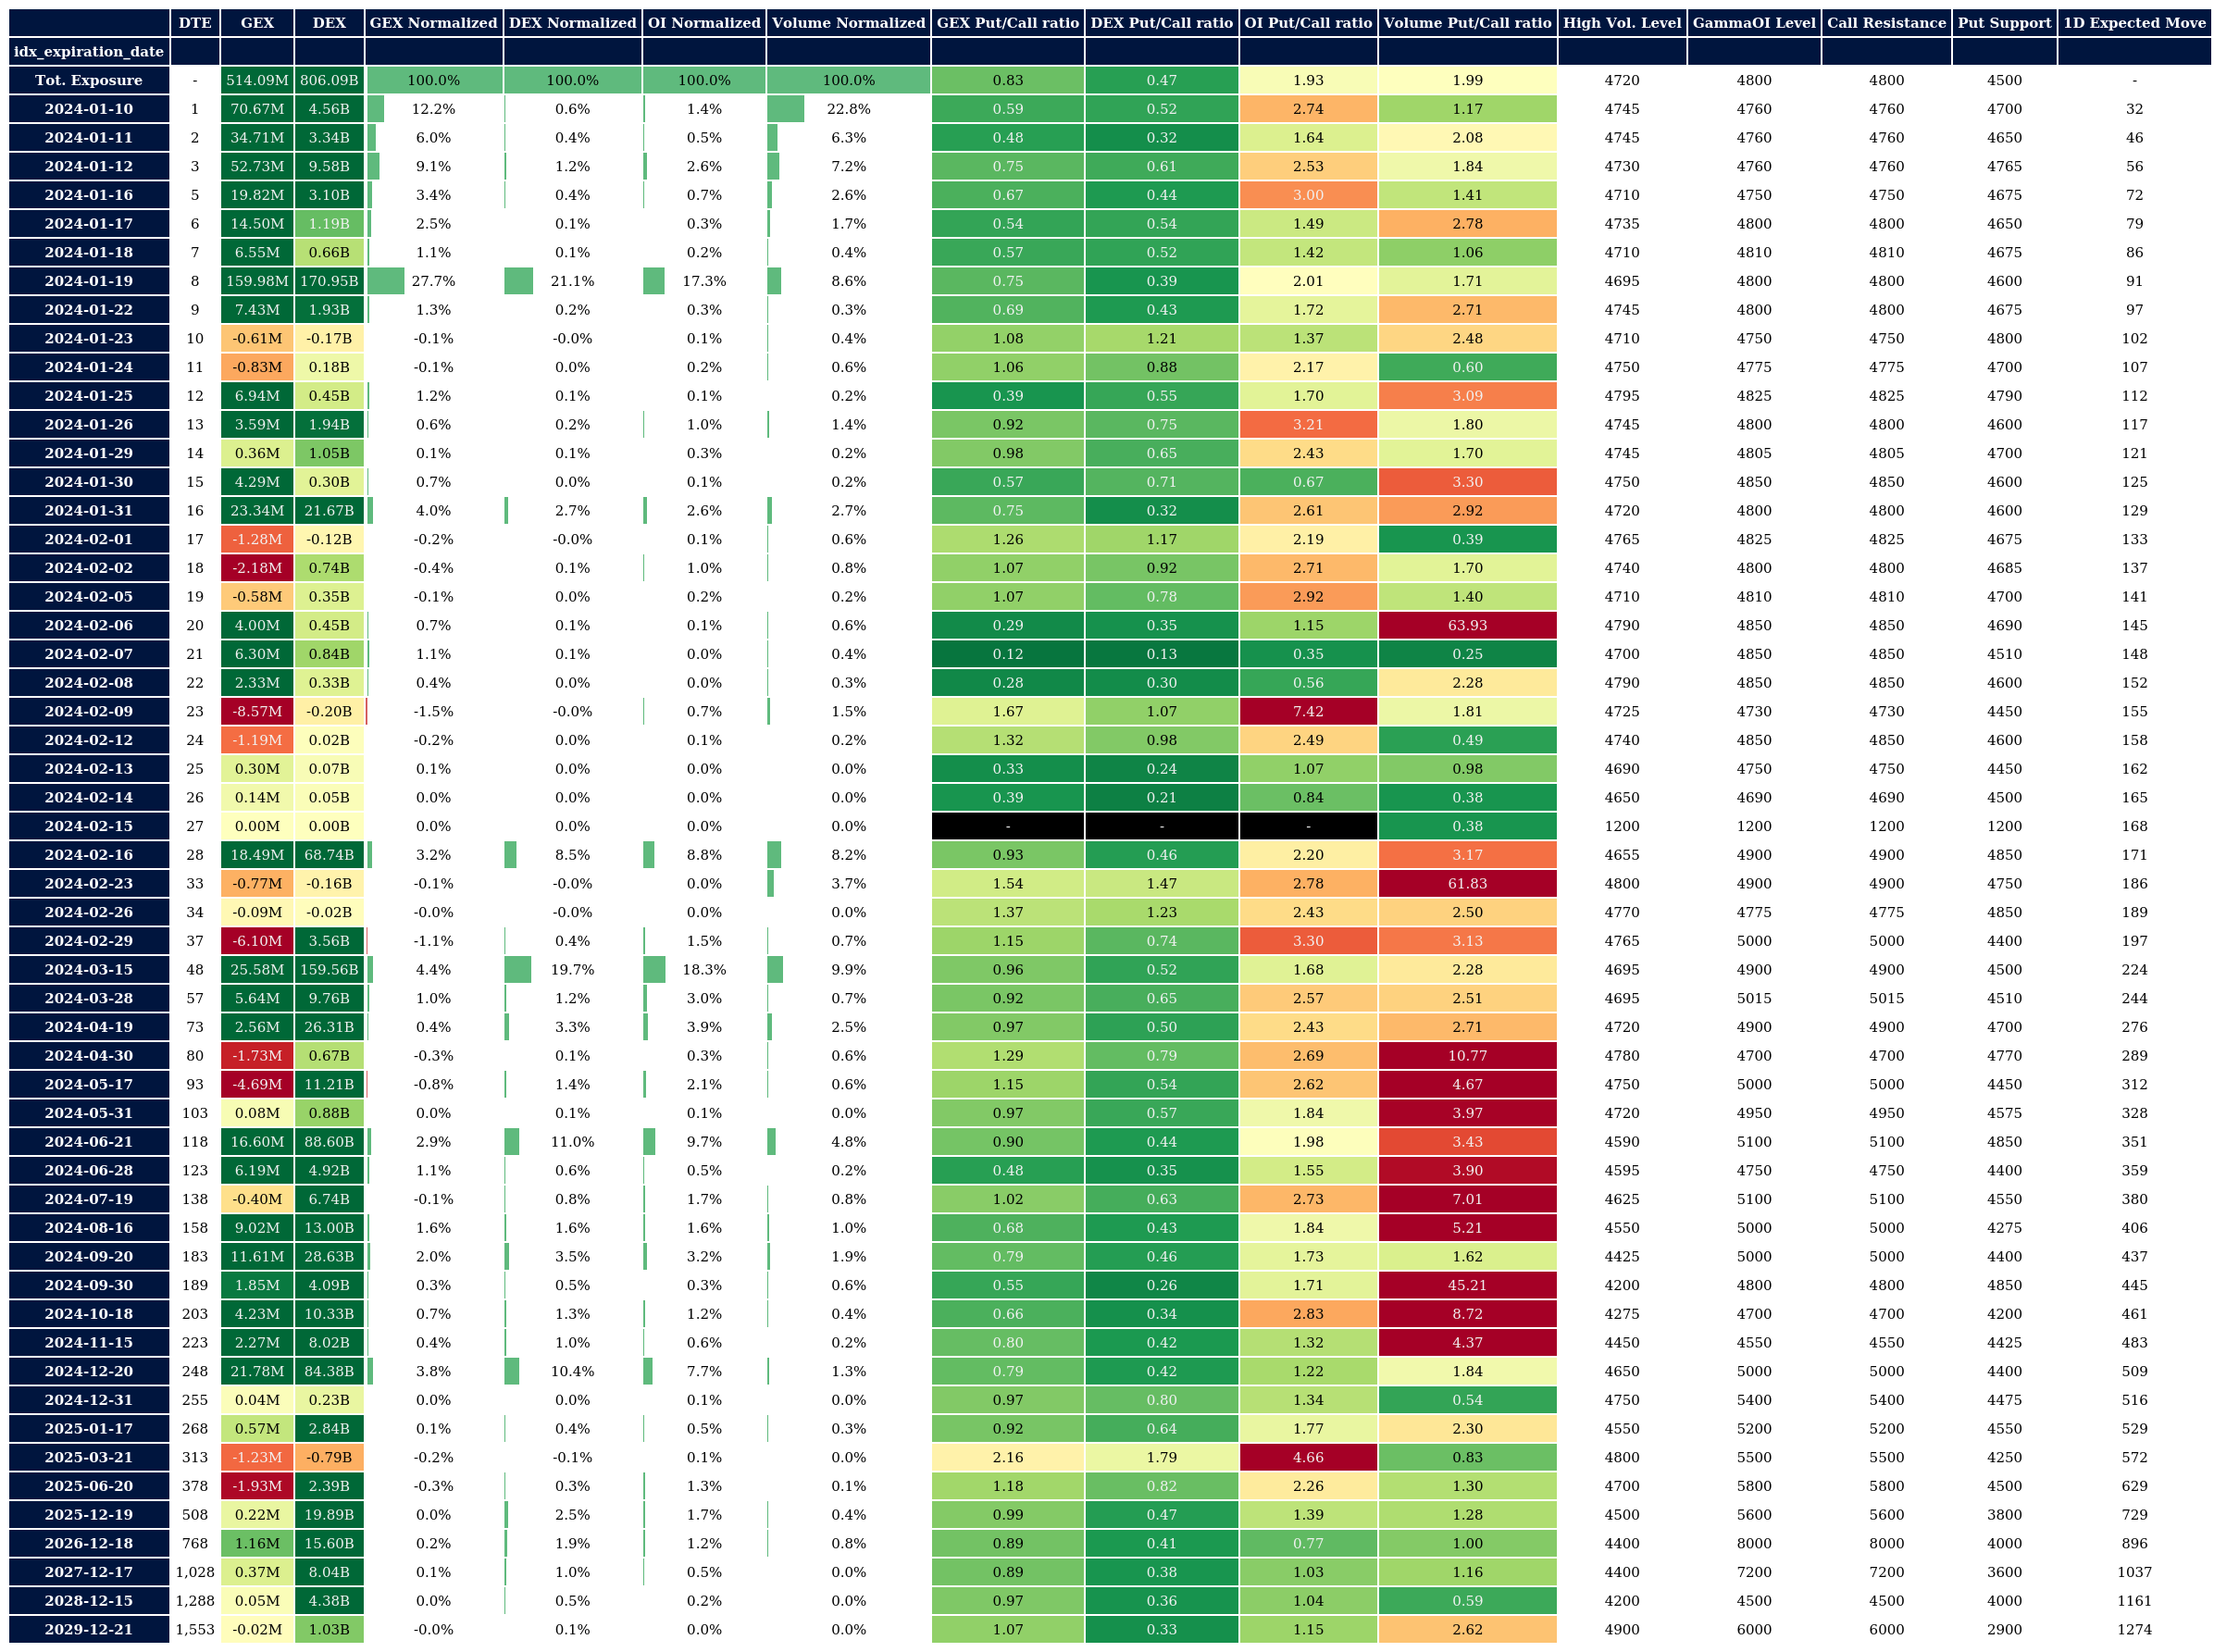 DTE GEX DEX GEX Normalized DEX Normalized OI Normalized Volume Normalized GEX Put/Call ratio DEX Put/Call ratio OI Put/Call ratio Volume Put/Call ratio High Vol. Level GammaOI Level Call Resistance Put Support 1D Expected Move
idx_expiration_date
Tot. Exposure - 514.09M 806.09B 100.0% 100.0% 100.0% 100.0% 0.83 0.47 1.93 1.99 4720 4800 4800 4500 -
2024-01-10 1 70.67M 4.56B 12.2% 0.6% 1.4% 22.8% 0.59 0.52 2.74 1.17 4745 4760 4760 4700 32
2024-01-11 2 34.71M 3.34B 6.0% 0.4% 0.5% 6.3% 0.48 0.32 1.64 2.08 4745 4760 4760 4650 46
2024-01-12 3 52.73M 9.58B 9.1% 1.2% 2.6% 7.2% 0.75 0.61 2.53 1.84 4730 4760 4760 4765 56
2024-01-16 5 19.82M 3.10B 3.4% 0.4% 0.7% 2.6% 0.67 0.44 3.00 1.41 4710 4750 4750 4675 72
2024-01-17 6 14.50M 1.19B 2.5% 0.1% 0.3% 1.7% 0.54 0.54 1.49 2.78 4735 4800 4800 4650 79
2024-01-18 7 6.55M 0.66B 1.1% 0.1% 0.2% 0.4% 0.57 0.52 1.42 1.06 4710 4810 4810 4675 86
2024-01-19 8 159.98M 170.95B 27.7% 21.1% 17.3% 8.6% 0.75 0.39 2.01 1.71 4695 4800 4800 4600 91
2024-01-22 9 7.43M 1.93B 1.3% 0.2% 0.3% 0.3% 0.69 0.43 1.72 2.71 4745 4800 4800 4675 97
2024-01-23 10 -0.61M -0.17B -0.1% -0.0% 0.1% 0.4% 1.08 1.21 1.37 2.48 4710 4750 4750 4800 102
2024-01-24 11 -0.83M 0.18B -0.1% 0.0% 0.2% 0.6% 1.06 0.88 2.17 0.60 4750 4775 4775 4700 107
2024-01-25 12 6.94M 0.45B 1.2% 0.1% 0.1% 0.2% 0.39 0.55 1.70 3.09 4795 4825 4825 4790 112
2024-01-26 13 3.59M 1.94B 0.6% 0.2% 1.0% 1.4% 0.92 0.75 3.21 1.80 4745 4800 4800 4600 117
2024-01-29 14 0.36M 1.05B 0.1% 0.1% 0.3% 0.2% 0.98 0.65 2.43 1.70 4745 4805 4805 4700 121
2024-01-30 15 4.29M 0.30B 0.7% 0.0% 0.1% 0.2% 0.57 0.71 0.67 3.30 4750 4850 4850 4600 125
2024-01-31 16 23.34M 21.67B 4.0% 2.7% 2.6% 2.7% 0.75 0.32 2.61 2.92 4720 4800 4800 4600 129
2024-02-01 17 -1.28M -0.12B -0.2% -0.0% 0.1% 0.6% 1.26 1.17 2.19 0.39 4765 4825 4825 4675 133
2024-02-02 18 -2.18M 0.74B -0.4% 0.1% 1.0% 0.8% 1.07 0.92 2.71 1.70 4740 4800 4800 4685 137
2024-02-05 19 -0.58M 0.35B -0.1% 0.0% 0.2% 0.2% 1.07 0.78 2.92 1.40 4710 4810 4810 4700 141
2024-02-06 20 4.00M 0.45B 0.7% 0.1% 0.1% 0.6% 0.29 0.35 1.15 63.93 4790 4850 4850 4690 145
2024-02-07 21 6.30M 0.84B 1.1% 0.1% 0.0% 0.4% 0.12 0.13 0.35 0.25 4700 4850 4850 4510 148
2024-02-08 22 2.33M 0.33B 0.4% 0.0% 0.0% 0.3% 0.28 0.30 0.56 2.28 4790 4850 4850 4600 152
2024-02-09 23 -8.57M -0.20B -1.5% -0.0% 0.7% 1.5% 1.67 1.07 7.42 1.81 4725 4730 4730 4450 155
2024-02-12 24 -1.19M 0.02B -0.2% 0.0% 0.1% 0.2% 1.32 0.98 2.49 0.49 4740 4850 4850 4600 158
2024-02-13 25 0.30M 0.07B 0.1% 0.0% 0.0% 0.0% 0.33 0.24 1.07 0.98 4690 4750 4750 4450 162
2024-02-14 26 0.14M 0.05B 0.0% 0.0% 0.0% 0.0% 0.39 0.21 0.84 0.38 4650 4690 4690 4500 165
2024-02-15 27 0.00M 0.00B 0.0% 0.0% 0.0% 0.0% - - - 0.38 1200 1200 1200 1200 168
2024-02-16 28 18.49M 68.74B 3.2% 8.5% 8.8% 8.2% 0.93 0.46 2.20 3.17 4655 4900 4900 4850 171
2024-02-23 33 -0.77M -0.16B -0.1% -0.0% 0.0% 3.7% 1.54 1.47 2.78 61.83 4800 4900 4900 4750 186
2024-02-26 34 -0.09M -0.02B -0.0% -0.0% 0.0% 0.0% 1.37 1.23 2.43 2.50 4770 4775 4775 4850 189
2024-02-29 37 -6.10M 3.56B -1.1% 0.4% 1.5% 0.7% 1.15 0.74 3.30 3.13 4765 5000 5000 4400 197
2024-03-15 48 25.58M 159.56B 4.4% 19.7% 18.3% 9.9% 0.96 0.52 1.68 2.28 4695 4900 4900 4500 224
2024-03-28 57 5.64M 9.76B 1.0% 1.2% 3.0% 0.7% 0.92 0.65 2.57 2.51 4695 5015 5015 4510 244
2024-04-19 73 2.56M 26.31B 0.4% 3.3% 3.9% 2.5% 0.97 0.50 2.43 2.71 4720 4900 4900 4700 276
2024-04-30 80 -1.73M 0.67B -0.3% 0.1% 0.3% 0.6% 1.29 0.79 2.69 10.77 4780 4700 4700 4770 289
2024-05-17 93 -4.69M 11.21B -0.8% 1.4% 2.1% 0.6% 1.15 0.54 2.62 4.67 4750 5000 5000 4450 312
2024-05-31 103 0.08M 0.88B 0.0% 0.1% 0.1% 0.0% 0.97 0.57 1.84 3.97 4720 4950 4950 4575 328
2024-06-21 118 16.60M 88.60B 2.9% 11.0% 9.7% 4.8% 0.90 0.44 1.98 3.43 4590 5100 5100 4850 351
2024-06-28 123 6.19M 4.92B 1.1% 0.6% 0.5% 0.2% 0.48 0.35 1.55 3.90 4595 4750 4750 4400 359
2024-07-19 138 -0.40M 6.74B -0.1% 0.8% 1.7% 0.8% 1.02 0.63 2.73 7.01 4625 5100 5100 4550 380
2024-08-16 158 9.02M 13.00B 1.6% 1.6% 1.6% 1.0% 0.68 0.43 1.84 5.21 4550 5000 5000 4275 406
2024-09-20 183 11.61M 28.63B 2.0% 3.5% 3.2% 1.9% 0.79 0.46 1.73 1.62 4425 5000 5000 4400 437
2024-09-30 189 1.85M 4.09B 0.3% 0.5% 0.3% 0.6% 0.55 0.26 1.71 45.21 4200 4800 4800 4850 445
2024-10-18 203 4.23M 10.33B 0.7% 1.3% 1.2% 0.4% 0.66 0.34 2.83 8.72 4275 4700 4700 4200 461
2024-11-15 223 2.27M 8.02B 0.4% 1.0% 0.6% 0.2% 0.80 0.42 1.32 4.37 4450 4550 4550 4425 483
2024-12-20 248 21.78M 84.38B 3.8% 10.4% 7.7% 1.3% 0.79 0.42 1.22 1.84 4650 5000 5000 4400 509
2024-12-31 255 0.04M 0.23B 0.0% 0.0% 0.1% 0.0% 0.97 0.80 1.34 0.54 4750 5400 5400 4475 516
2025-01-17 268 0.57M 2.84B 0.1% 0.4% 0.5% 0.3% 0.92 0.64 1.77 2.30 4550 5200 5200 4550 529
2025-03-21 313 -1.23M -0.79B -0.2% -0.1% 0.1% 0.0% 2.16 1.79 4.66 0.83 4800 5500 5500 4250 572
2025-06-20 378 -1.93M 2.39B -0.3% 0.3% 1.3% 0.1% 1.18 0.82 2.26 1.30 4700 5800 5800 4500 629
2025-12-19 508 0.22M 19.89B 0.0% 2.5% 1.7% 0.4% 0.99 0.47 1.39 1.28 4500 5600 5600 3800 729
2026-12-18 768 1.16M 15.60B 0.2% 1.9% 1.2% 0.8% 0.89 0.41 0.77 1.00 4400 8000 8000 4000 896
2027-12-17 1,028 0.37M 8.04B 0.1% 1.0% 0.5% 0.0% 0.89 0.38 1.03 1.16 4400 7200 7200 3600 1037
2028-12-15 1,288 0.05M 4.38B 0.0% 0.5% 0.2% 0.0% 0.97 0.36 1.04 0.59 4200 4500 4500 4000 1161
2029-12-21 1,553 -0.02M 1.03B -0.0% 0.1% 0.0% 0.0% 1.07 0.33 1.15 2.62 4900 6000 6000 2900 1274